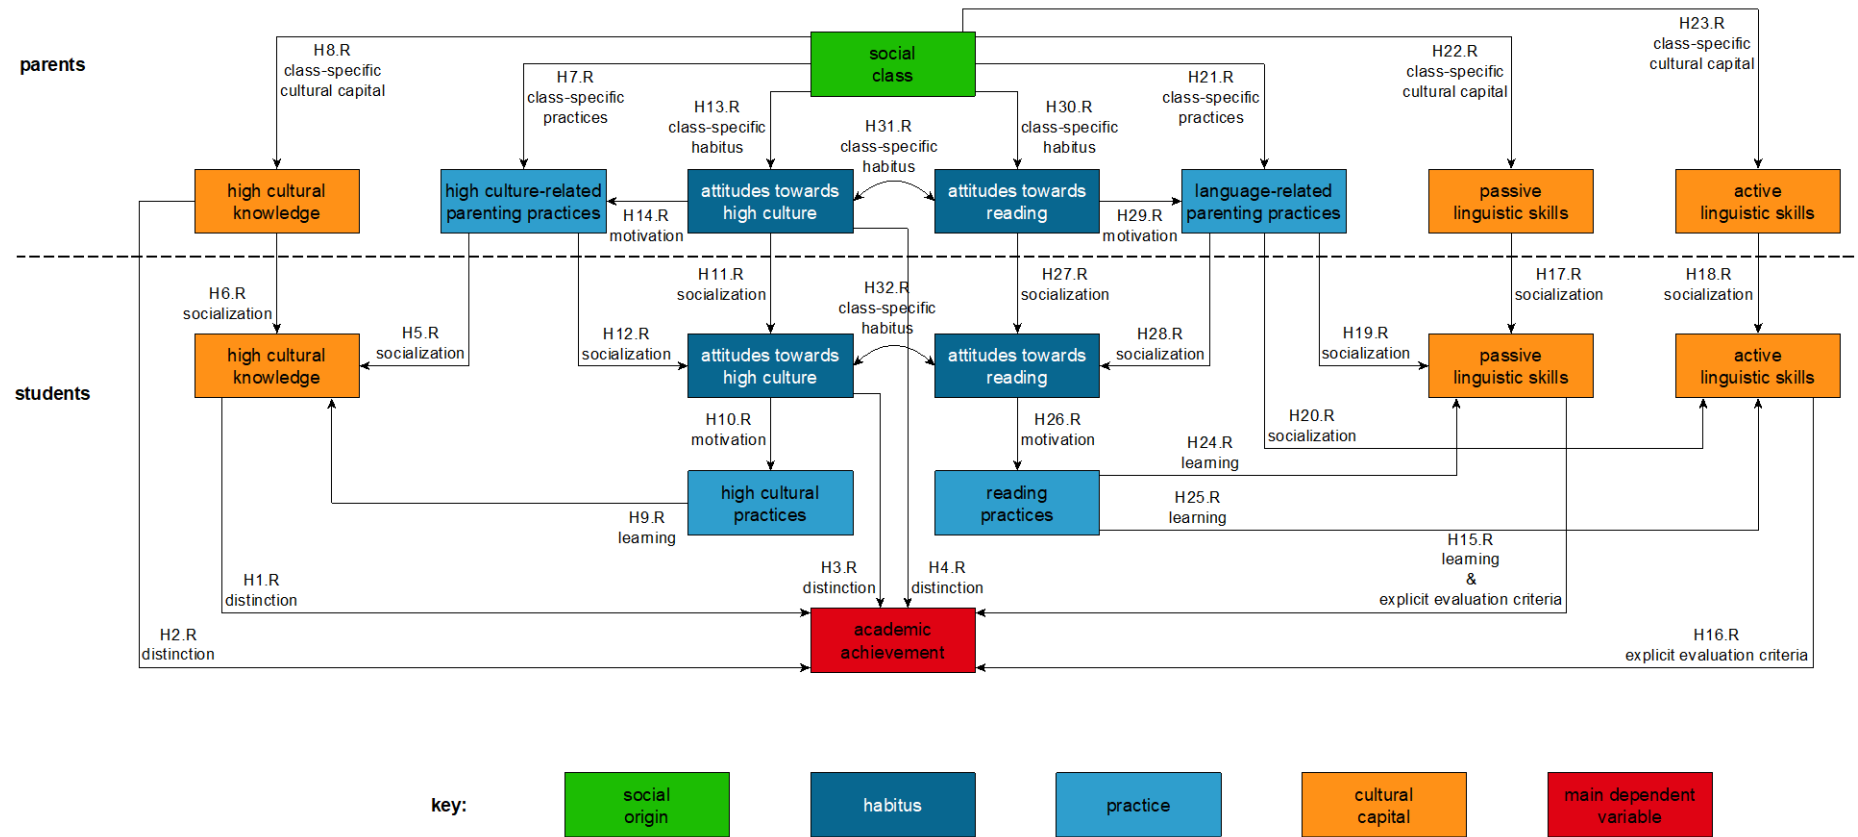 parents
social
class
H8.R
class-specific
cultural capital
H7.R
class-specific
practices
H13.R
class-specific
habitus
H31.R
class-specific
habitus
H30.R
class-specific
habitus
H21.R
class-specific
practices
H22.R
class-specific
cultural capital
H23.R
class-specific
cultural capital
high cultural
knowledge
high culture-related
parenting practices
H14.R
motivation
attitudes towards
high culture
attitudes towards
reading
H29.R
motivation
language-related
parenting practices
passive
linguistic skills
active
linguistic skills
H6.R
socialization
H5.R
socialization
H12.R
socialization
H11.R
socialization
H32.R
class-specific
habitus
H27.R
socialization
H28.R
socialization
H19.R
socialization
H17.R
socialization
H18.R
socialization
students
high cultural
knowledge
attitudes towards
high culture
attitudes towards
reading
passive
linguistic skills
active
linguistic skills
H10.R
motivation
H26.R
motivation
H24.R
learning
H20.R
socialization
high cultural
practices
reading
practices
H9.R
learning
H25.R
learning
H1.R
distinction
H3.R
distinction
H4.R
distinction
H15.R
learning
&
explicit evaluation criteria
H2.R
distinction
academic
achievement
H16.R
explicit evaluation criteria
key:
social
origin
habitus
practice
cultural
capital
main dependent
variable